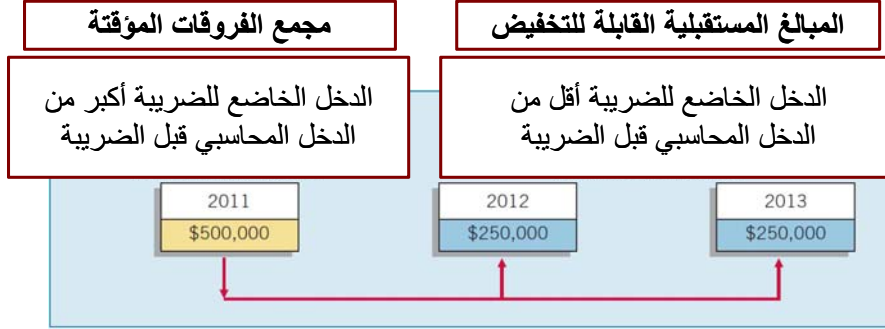 المبالغ المستقبلية القابلة للتخفيض
مجمع الفروقات المؤقتة
الدخل الخاضع للضريبة أقل من
الدخل المحاسبي قبل الضريبة
الدخل الخاضع للضريبة أكبر من
الدخل المحاسبي قبل الضريبة
2011
$500,000
2012
$250,000
2013
$250,000